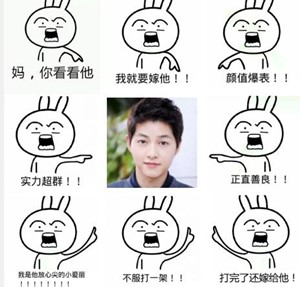 妈，你看看他
我就要嫁他！！
颜值爆表！！
实力超群！！
正直善良！！
我是他放心尖的小爱丽
！！！！！！！！
不服打一架！！
打完了还嫁给他！！